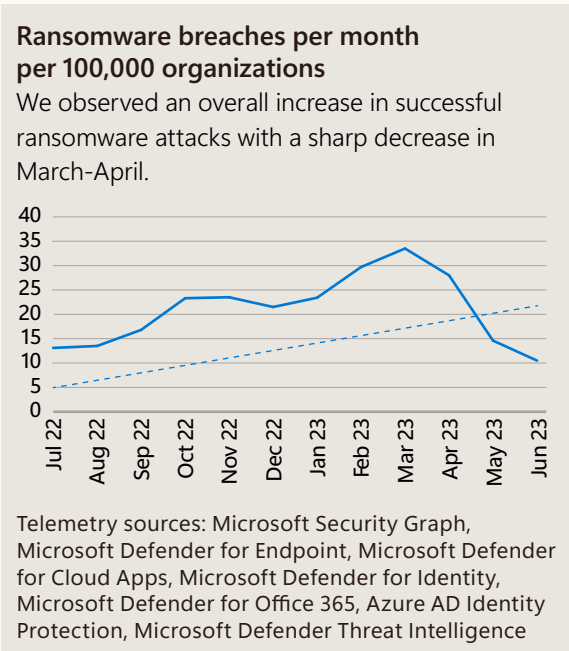 Ransomware breaches per month
per 100,000 organizations
We observed an overall increase in successful
ransomware attacks with a sharp decrease in
March-April.
40
35
30
25
20
15
10
5
0
Jul 22
Aug 22
Sep 22
Oct 22
Nov 22
Dec 22
Jan 23
Feb 23
Mar 23
Apr 23
May 23
Jun 23
Telemetry sources: Microsoft Security Graph,
Microsoft Defender for Endpoint, Microsoft Defender
for Cloud Apps, Microsoft Defender for Identity,
Microsoft Defender for Office 365, Azure AD Identity
Protection, Microsoft Defender Threat Intelligence